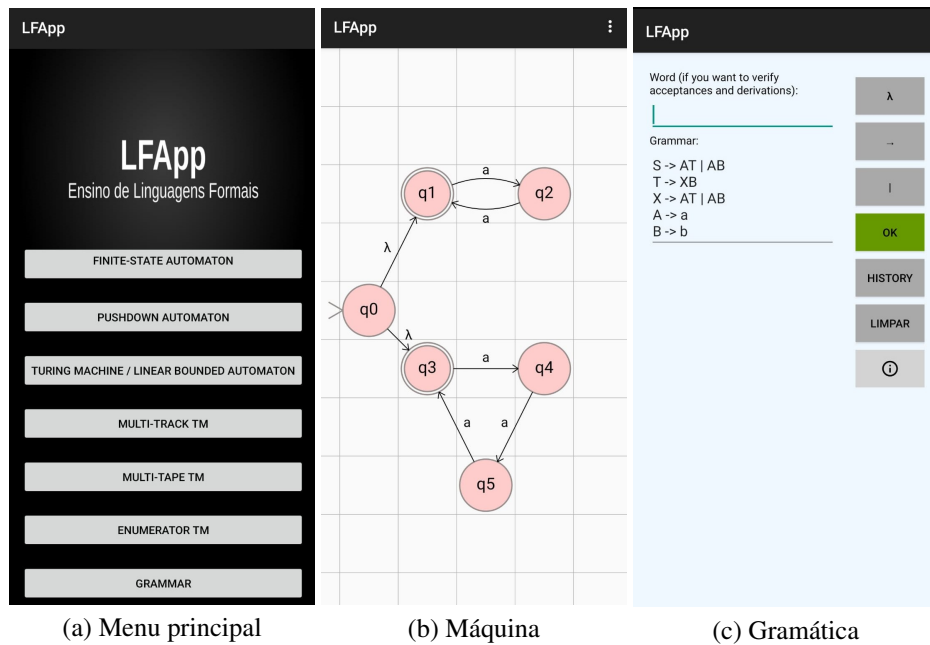 LFApp
LFApp
Ensino de Linguagens Formais
FINITE-STATE AUTOMATON
PUSHDOWN AUTOMATON
TURING MACHINE / LINEAR BOUNDED AUTOMATON
MULTI-TRACK TM
MULTI-TAPE TM
ENUMERATOR TM
GRAMMAR
(a) Menu principal
LFApp
a
q1
q2
a
λ
q0
λ
q3
a
q4
a
a
q5
(b) Máquina
LFApp
Word (if you want to verify
acceptances and derivations):
Grammar:
S -> AT | AB
T -> XB
X -> AT | AB
A -> a
B -> b
λ
→
|
OK
HISTORY
LIMPAR
(c) Gramática